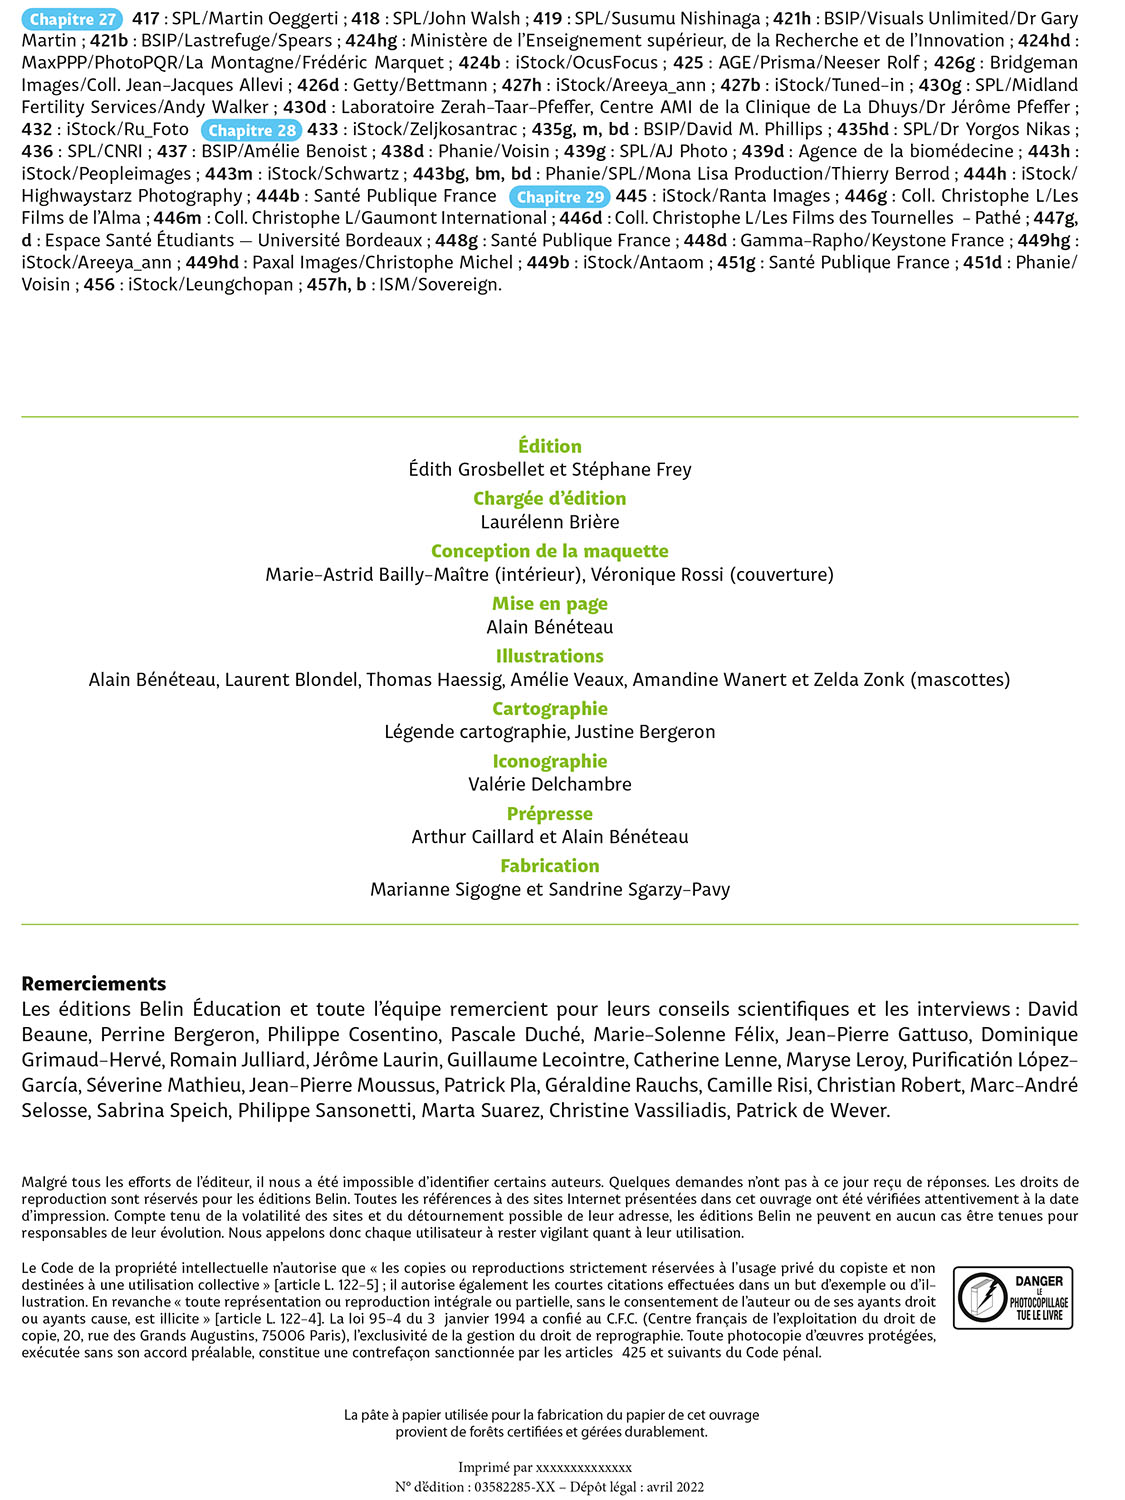 Chapitre 27 417 : SPL/Martin Oeggerti ; 418 : SPL/John Walsh ; 419 : SPL/Susumu Nishinaga ; 421h : BSIP/Visuals Unlimited/Dr Gary
Martin ; 421b : BSIP/Lastrefuge/Spears ; 424hg : Ministère de l’Enseignement supérieur, de la Recherche et de l’Innovation ; 424hd :
MaxPPP/PhotoPQR/La Montagne/Frédéric Marquet ; 424b : iStock/OcusFocus ; 425 : AGE/Prisma/Neeser Rolf ; 426g : Bridgeman
Images/Coll. Jean-Jacques Allevi ; 426d : Getty/Bettmann ; 427h : iStock/Areeya_ann ; 427b : iStock/Tuned-in ; 430g : SPL/Midland
Fertility Services/Andy Walker ; 430d : Laboratoire Zerah-Taar-Pfeffer, Centre AMI de la Clinique de La Dhuys/Dr Jérôme Pfeffer ;
432 : iStock/Ru_Foto Chapitre 28 433 : iStock/Zeljkosantrac ; 435g, m, bd : BSIP/David M. Phillips ; 435hd : SPL/Dr Yorgos Nikas ;
436 : SPL/CNRI ; 437 : BSIP/Amélie Benoist ; 438d : Phanie/Voisin ; 439g : SPL/AJ Photo ; 439d : Agence de la biomédecine ; 443h :
iStock/Peopleimages ; 443m : iStock/Schwartz ; 443bg, bm, bd : Phanie/SPL/Mona Lisa Production/Thierry Berrod ; 444h : iStock/
Highwaystarz Photography ; 444b : Santé Publique France Chapitre 29 445 : iStock/Ranta Images ; 446g : Coll. Christophe L/Les
Films de l’Alma ; 446m : Coll. Christophe L/Gaumont International ; 446d : Coll. Christophe L/Les Films des Tournelles - Pathé ; 447g,
d : Espace Santé Étudiants — Université Bordeaux ; 448g : Santé Publique France ; 448d : Gamma-Rapho/Keystone France ; 449hg :
iStock/Areeya_ann ; 449hd : Paxal Images/Christophe Michel ; 449b : iStock/Antaom ; 451g : Santé Publique France ; 451d : Phanie/
Voisin ; 456 : iStock/Leungchopan ; 457h, b : ISM/Sovereign.
Édition
Édith Grosbellet et Stéphane Frey
Chargée d’édition
Laurélenn Brière
Conception de la maquette
Marie-Astrid Bailly-Maître (intérieur), Véronique Rossi (couverture)
Mise en page
Alain Bénéteau
Illustrations
Alain Bénéteau, Laurent Blondel, Thomas Haessig, Amélie Veaux, Amandine Wanert et Zelda Zonk (mascottes)
Cartographie
Légende cartographie, Justine Bergeron
Iconographie
Valérie Delchambre
Prépresse
Arthur Caillard et Alain Bénéteau
Fabrication
Marianne Sigogne et Sandrine Sgarzy-Pavy
Remerciements
Les éditions Belin Éducation et toute l’équipe remercient pour leurs conseils scientifiques et les interviews : David
Beaune, Perrine Bergeron, Philippe Cosentino, Pascale Duché, Marie-Solenne Félix, Jean-Pierre Gattuso, Dominique
Grimaud-Hervé, Romain Julliard, Jérôme Laurin, Guillaume Lecointre, Catherine Lenne, Maryse Leroy, Purificatión López-
García, Séverine Mathieu, Jean-Pierre Moussus, Patrick Pla, Géraldine Rauchs, Camille Risi, Christian Robert, Marc-André
Selosse, Sabrina Speich, Philippe Sansonetti, Marta Suarez, Christine Vassiliadis, Patrick de Wever.
Malgré tous les efforts de l’éditeur, il nous a été impossible d’identifier certains auteurs. Quelques demandes n’ont pas à ce jour reçu de réponses. Les droits de
reproduction sont réservés pour les éditions Belin. Toutes les références à des sites Internet présentées dans cet ouvrage ont été vérifiées attentivement à la date
d’impression. Compte tenu de la volatilité des sites et du détournement possible de leur adresse, les éditions Belin ne peuvent en aucun cas être tenues pour
responsables de leur évolution. Nous appelons donc chaque utilisateur à rester vigilant quant à leur utilisation.
Le Code de la propriété intellectuelle n’autorise que « les copies ou reproductions strictement réservées à l’usage privé du copiste et non
destinées à une utilisation collective » [article L. 122-5] ; il autorise également les courtes citations effectuées dans un but d’exemple ou d’il-
lustration. En revanche « toute représentation ou reproduction intégrale ou partielle, sans le consentement de l’auteur ou de ses ayants droit
ou ayants cause, est illicite » [article L. 122-4]. La loi 95-4 du 3 janvier 1994 a confié au C.F.C. (Centre français de l’exploitation du droit de
copie, 20, rue des Grands Augustins, 75006 Paris), l’exclusivité de la gestion du droit de reprographie. Toute photocopie d’œuvres protégées,
exécutée sans son accord préalable, constitue une contrefaçon sanctionnée par les articles 425 et suivants du Code pénal.
DANGER
LE
PHOTOCOPILLAGE
TUE LE LIVRE
La pâte à papier utilisée pour la fabrication du papier de cet ouvrage
provient de forêts certifiées et gérées durablement.
Imprimé par xxxxxxxxxxxxxx
N° d’édition : 03582285-XX – Dépôt légal : avril 2022